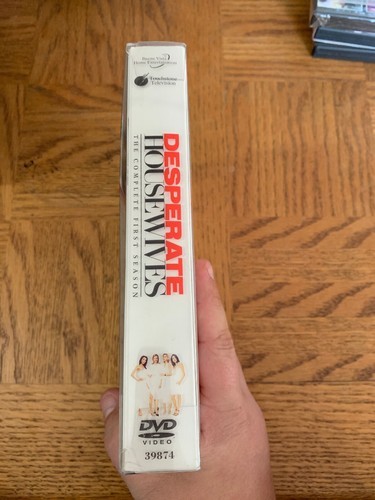 Buena Vista
Home Entertainment
Touchstone
Television
DESPERATE
HOUSEWIVES
THE COMPLETE FIRST SEASON
DVD
VIDEO
39874